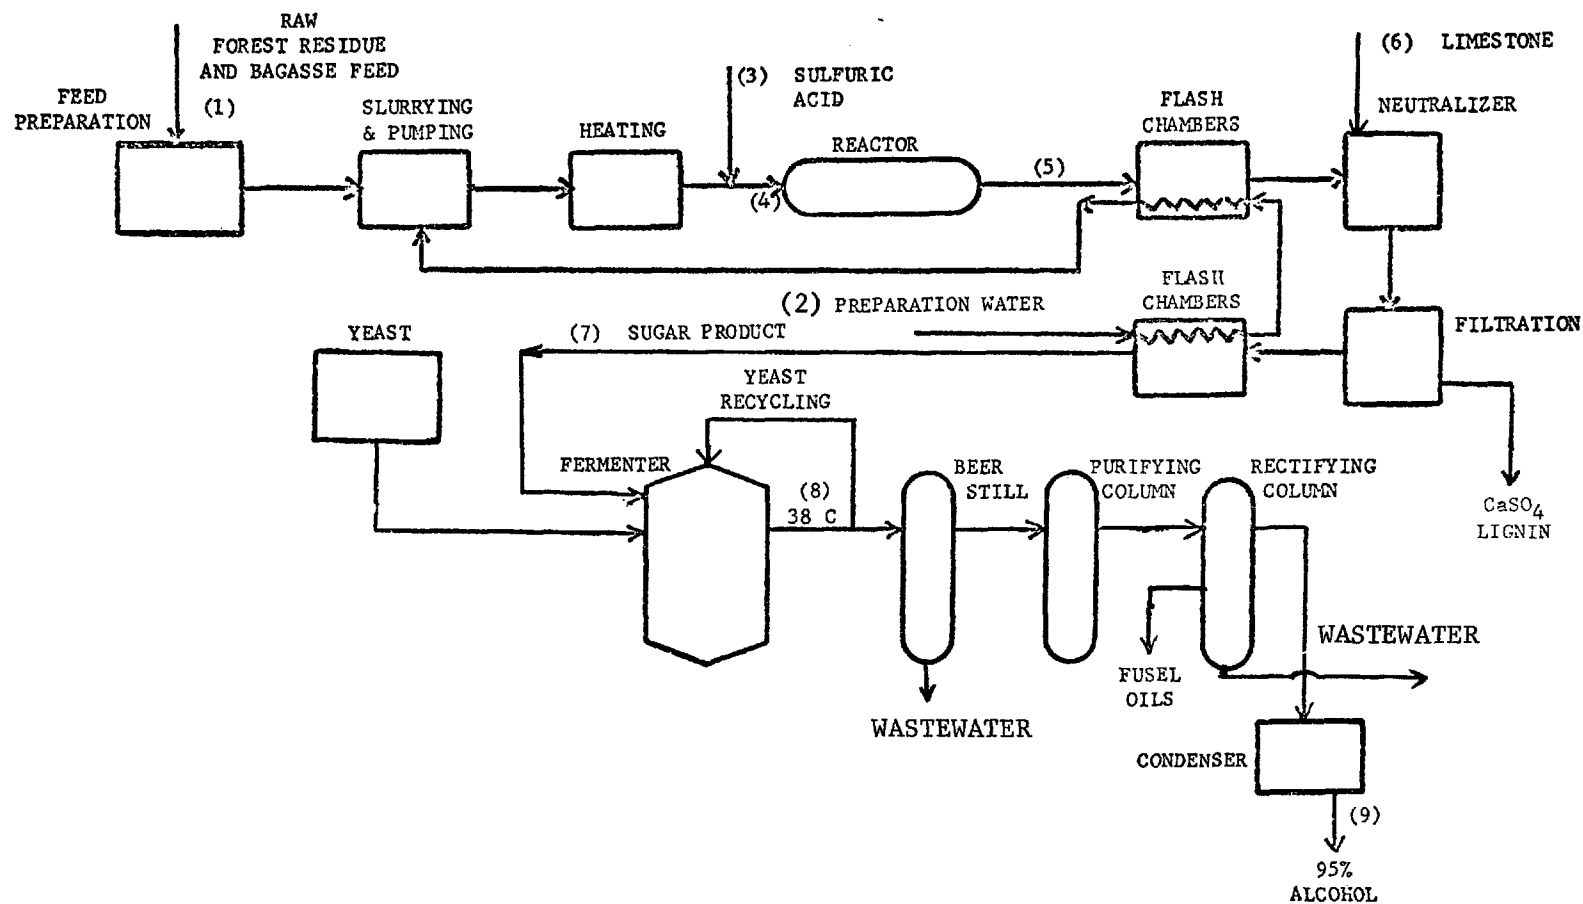 RAW
FOREST RESIDUE
AND BAGASSE FEED
(1)
FEED
PREPARATION
SLURRYING
& PUMPING
HEATING
(3) SULFURIC
ACID
(4)
REACTOR
(5)
FLASH
CHAMBERS
(6) LIMESTONE
NEUTRALIZER
FLASH
CHAMBERS
(2) PREPARATION WATER
FILTRATION
(7) SUGAR PRODUCT
YEAST
YEAST
RECYCLING
FERMENTER
(8)
38 C
BEER
STILL
PURIFYING
COLUMN
RECTIFYING
COLUMN
CaSO4
LIGNIN
WASTEWATER
FUSEL
OILS
WASTEWATER
CONDENSER
(9)
95%
ALCOHOL